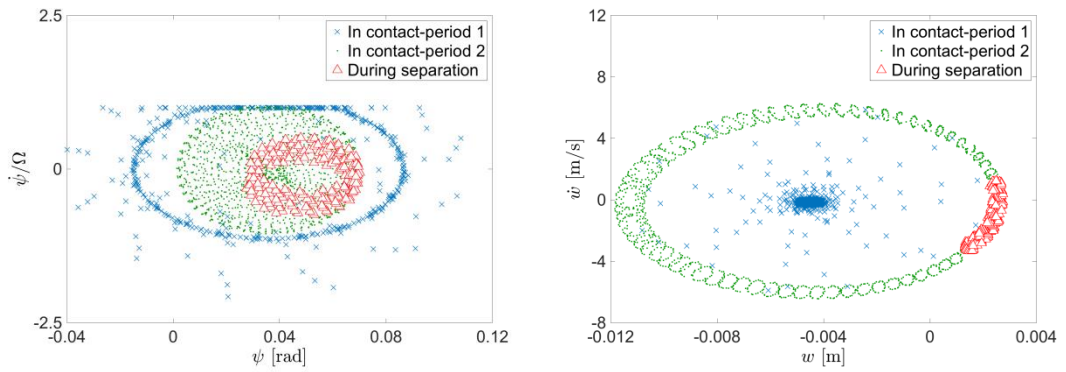 2.5
0
-2.5
ψ̇/Ω
-0.04
0
0.04
0.08
0.12
ψ [rad]
In contact-period 1
In contact-period 2
During separation
12
8
4
0
-4
-8
ẇ [m/s]
-0.012
-0.008
-0.004
0
0.004
w [m]
In contact-period 1
In contact-period 2
During separation